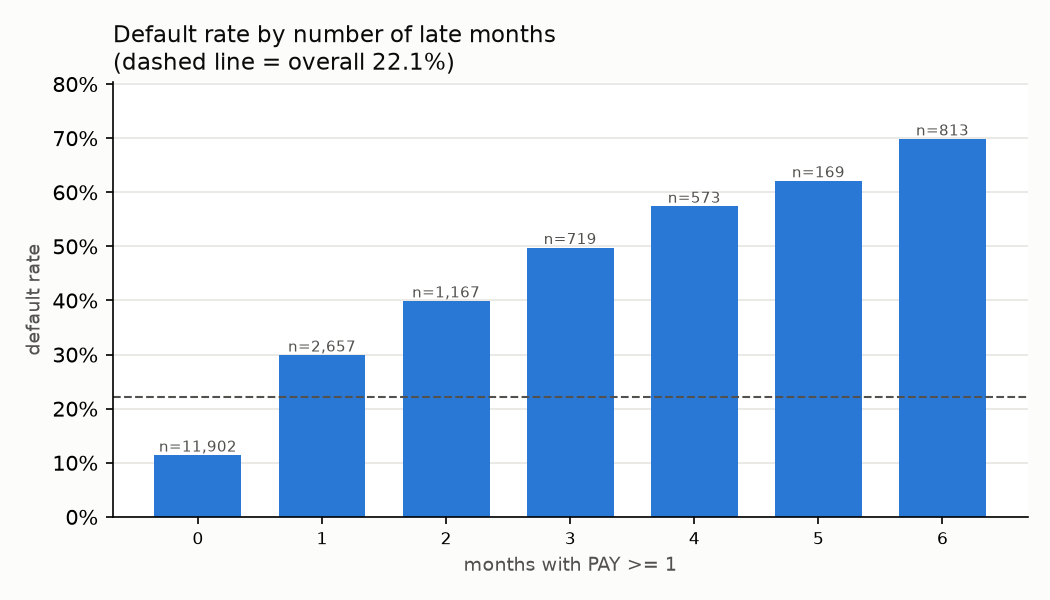 Default rate by number of late months
(dashed line = overall 22.1%)
80%
70%
60%
50%
40%
30%
20%
10%
0%
default rate
n=11,902
n=2,657
n=1,167
n=719
n=573
n=169
n=813
0
1
2
3
4
5
6
months with PAY >= 1